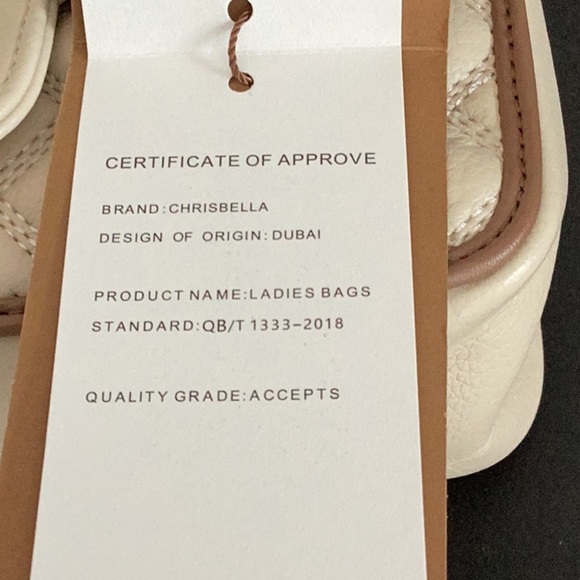 CERTIFICATE OF APPROVE
BRAND:CHRISBELLA
DESIGN OF ORIGIN:DUBAI
PRODUCT NAME:LADIES BAGS
STANDARD:QB/T 1333-2018
QUALITY GRADE:ACCEPTS